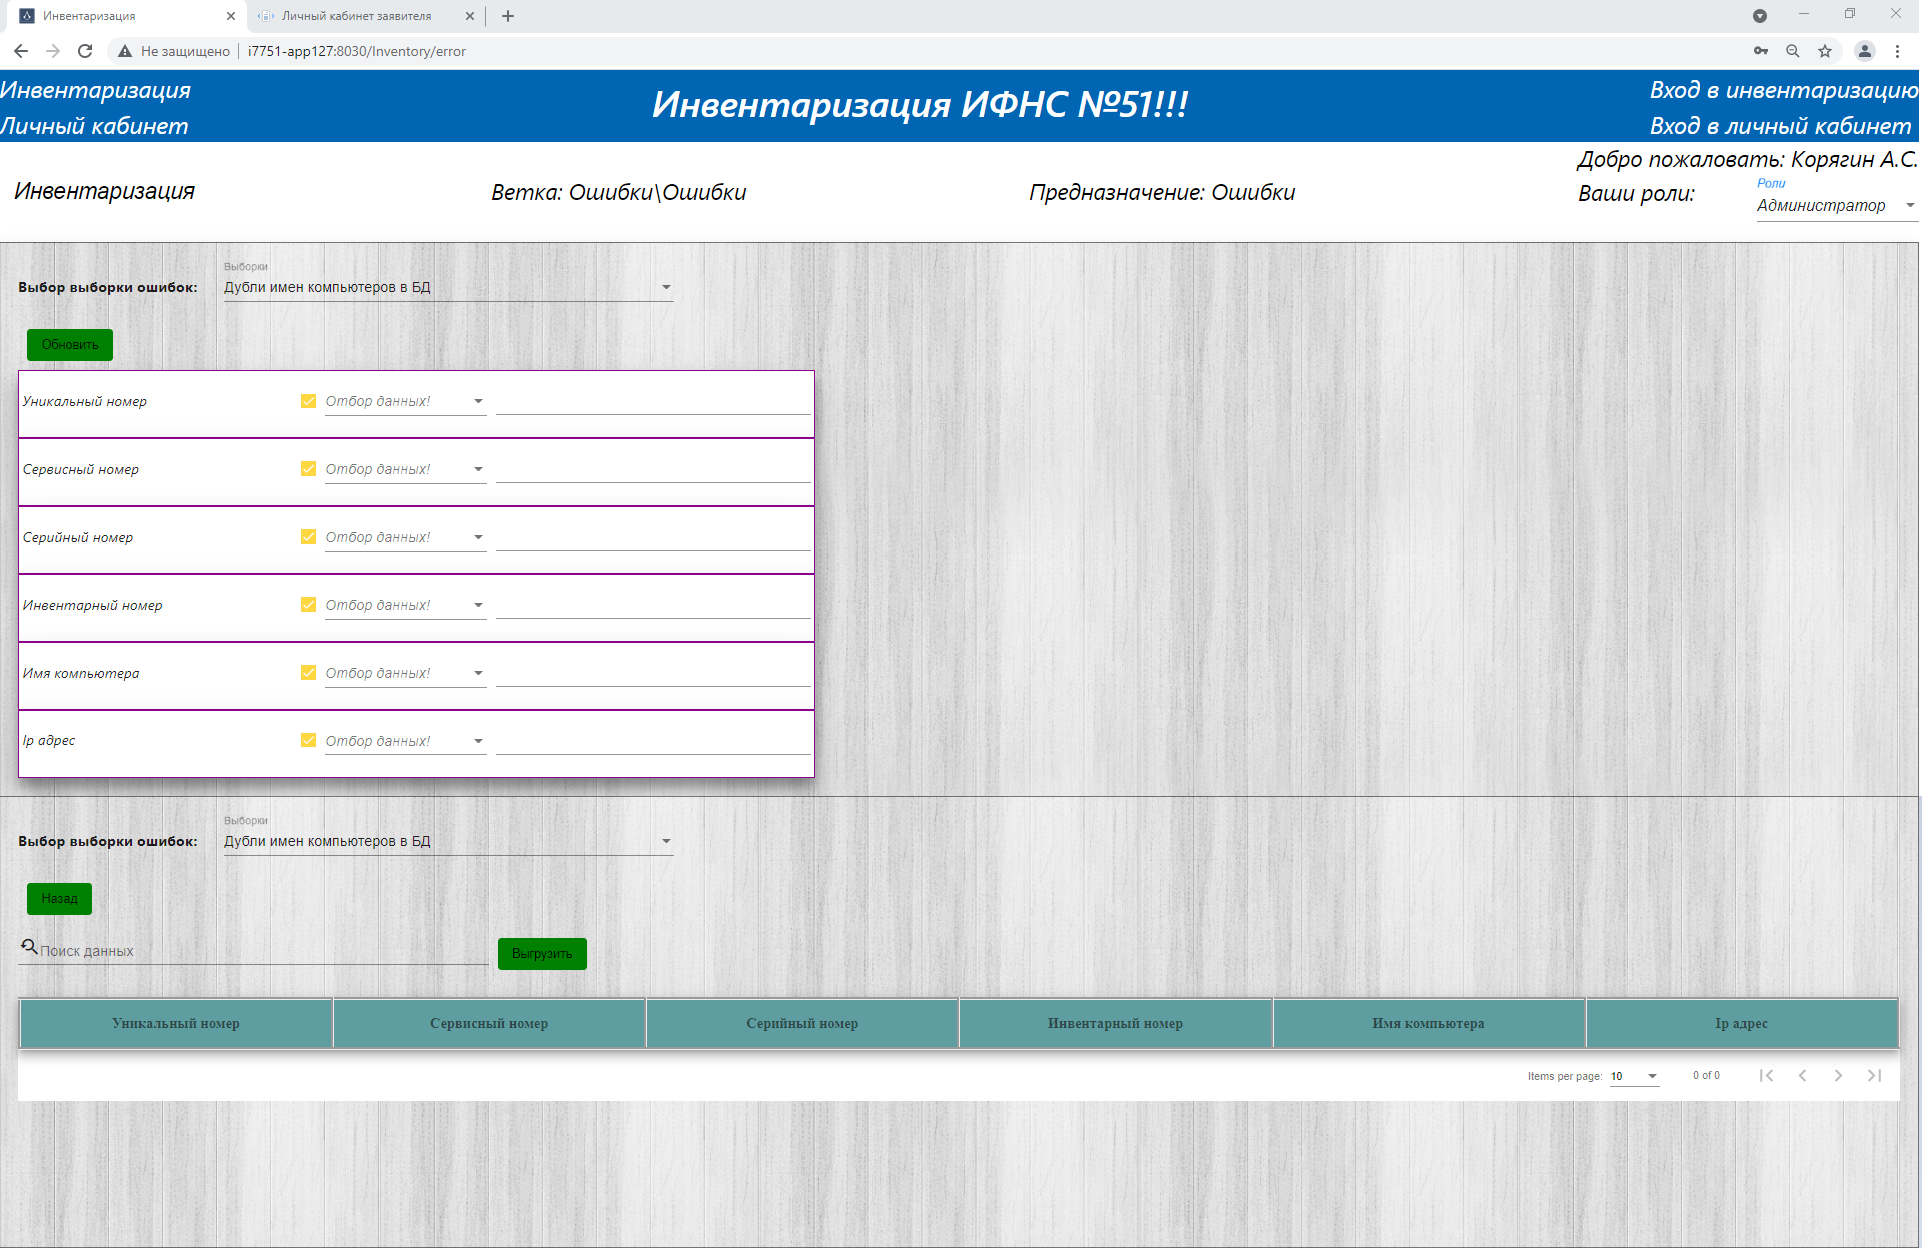 Инвентаризация
Личный кабинет заявителя
Не защищено
i7751-app127:8030/Inventory/error
Инвентаризация
Личный кабинет
Инвентаризация ИФНС №51!!!
Вход в инвентаризацию
Вход в личный кабинет
Добро пожаловать: Корягин А.С.
Инвентаризация
Ветка: Ошибки\Ошибки
Предназначение: Ошибки
Ваши роли:
Роли
Администратор
Выборки
Выбор выборки ошибок:
Дубли имен компьютеров в БД
Обновить
Уникальный номер
Отбор данных!
Сервисный номер
Отбор данных!
Серийный номер
Отбор данных!
Инвентарный номер
Отбор данных!
Имя компьютера
Отбор данных!
Ip адрес
Отбор данных!
Выборки
Выбор выборки ошибок:
Дубли имен компьютеров в БД
Назад
Поиск данных
Выгрузить
Уникальный номер
Сервисный номер
Серийный номер
Инвентарный номер
Имя компьютера
Ip адрес
Items per page:
10
0 of 0